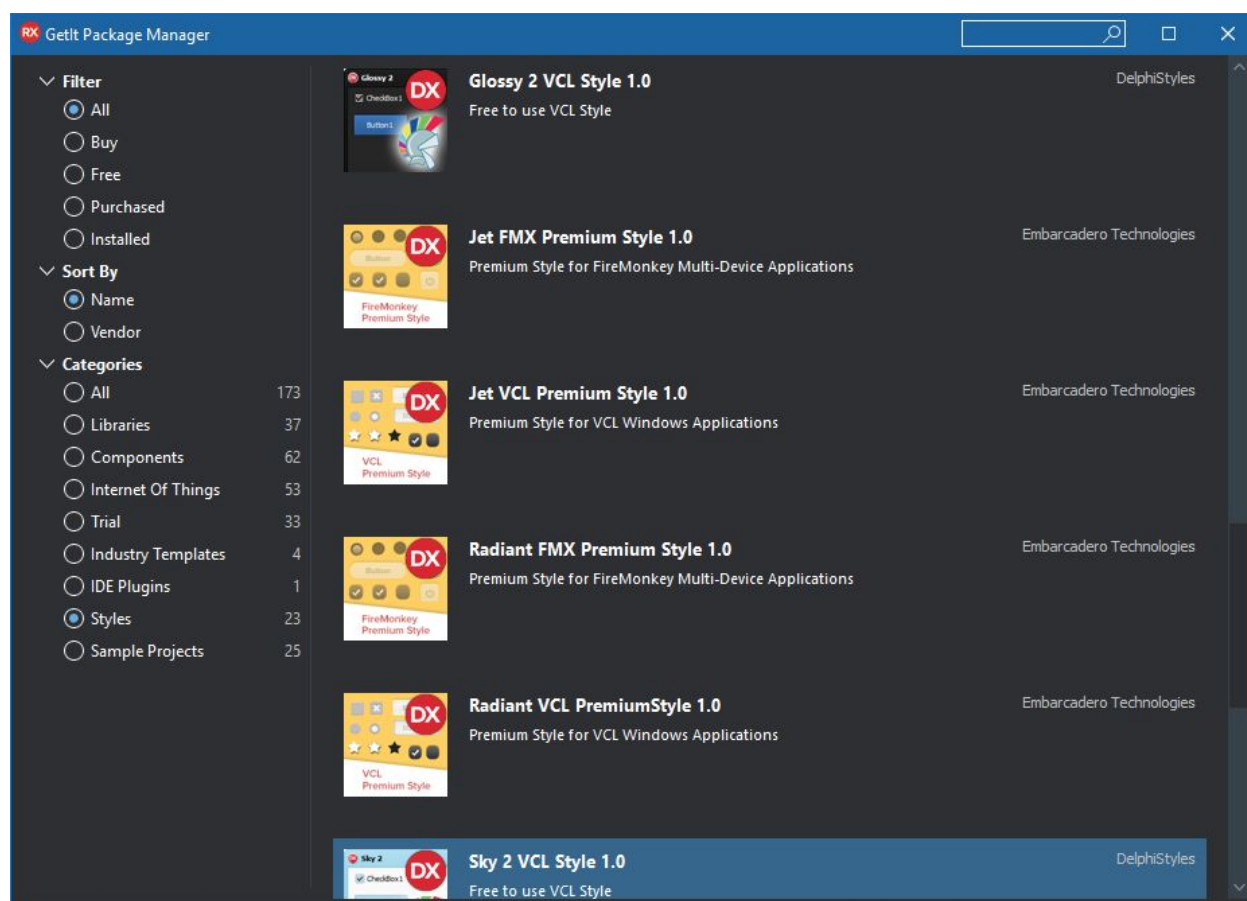 RX GetIt Package Manager
Filter
All
Buy
Free
Purchased
Installed
Sort By
Name
Vendor
Categories
All 173
Libraries 37
Components 62
Internet Of Things 53
Trial 33
Industry Templates 4
IDE Plugins 1
Styles 23
Sample Projects 25
Glossy 2
DX
CheckBox1
Button1
Glossy 2 VCL Style 1.0
DelphiStyles
Free to use VCL Style
DX
Button
FireMonkey
Premium Style
Jet FMX Premium Style 1.0
Embarcadero Technologies
Premium Style for FireMonkey Multi-Device Applications
DX
VCL
Premium Style
Jet VCL Premium Style 1.0
Embarcadero Technologies
Premium Style for VCL Windows Applications
DX
Button
FireMonkey
Premium Style
Radiant FMX Premium Style 1.0
Embarcadero Technologies
Premium Style for FireMonkey Multi-Device Applications
DX
VCL
Premium Style
Radiant VCL PremiumStyle 1.0
Embarcadero Technologies
Premium Style for VCL Windows Applications
Sky 2
DX
CheckBox1
Sky 2 VCL Style 1.0
DelphiStyles
Free to use VCL Style